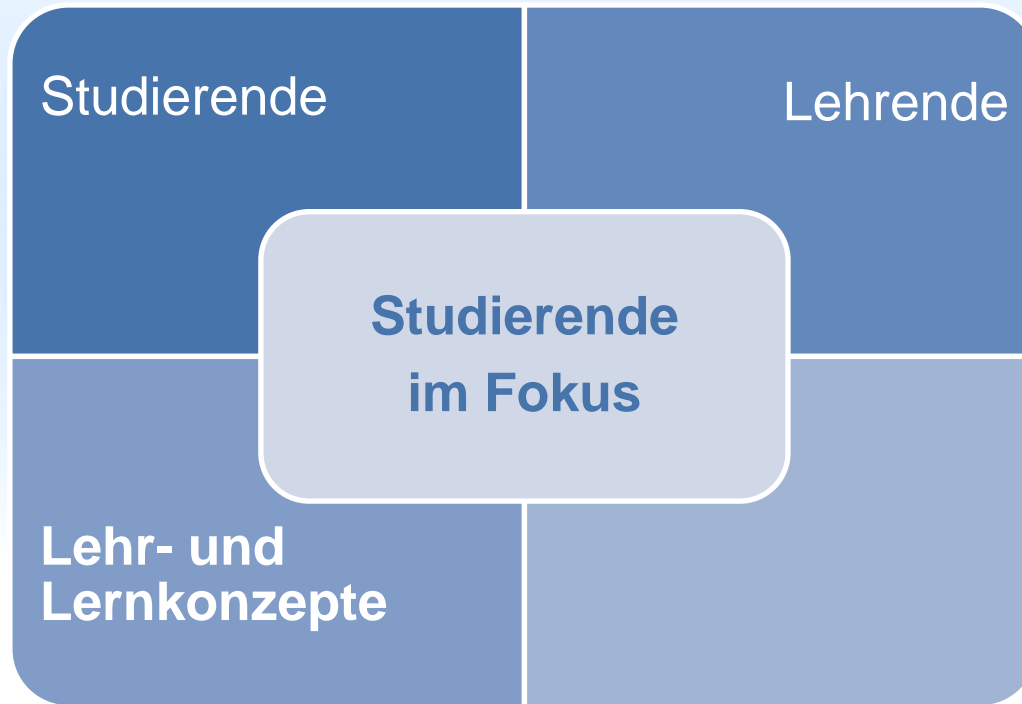 Studierende
Lehrende
Studierende
im Fokus
Lehr- und
Lernkonzepte